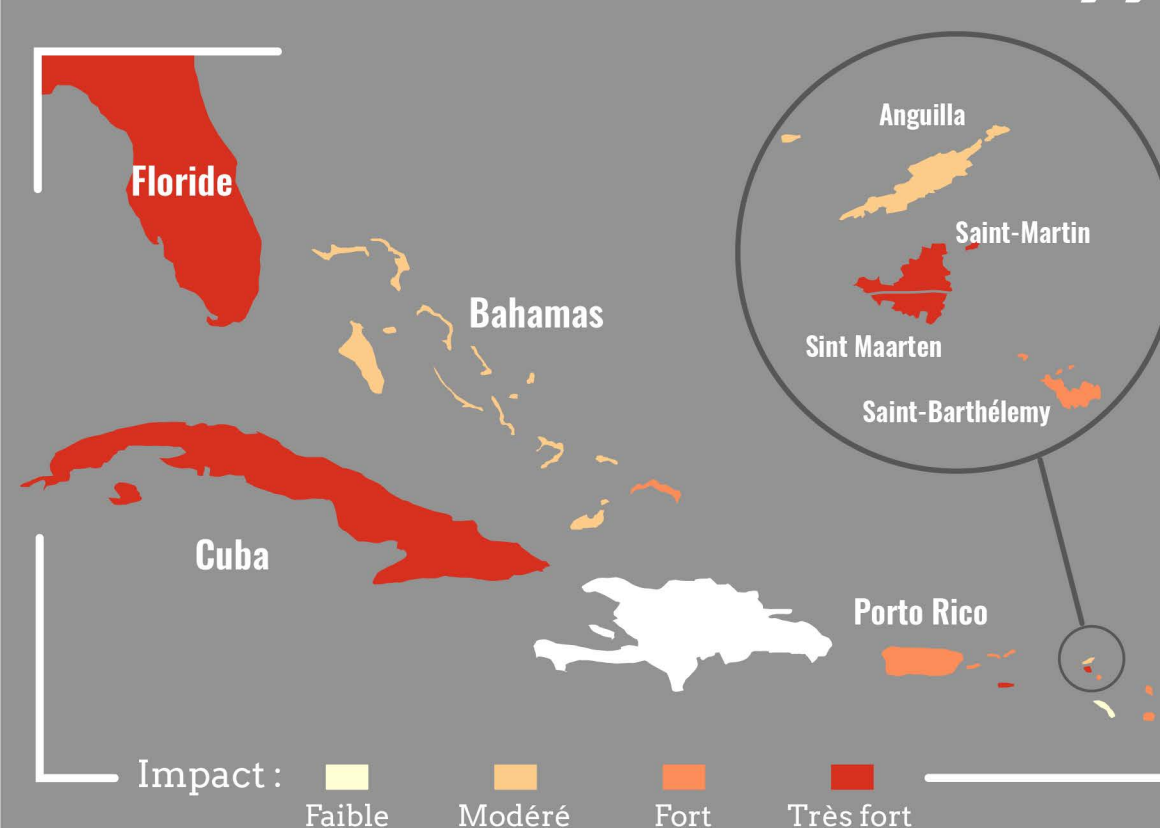 Anguilla
Floride
Saint-Martin
Bahamas
Sint Maarten
Saint-Barthélemy
Cuba
Porto Rico
Impact :
Faible
Modéré
Fort
Très fort